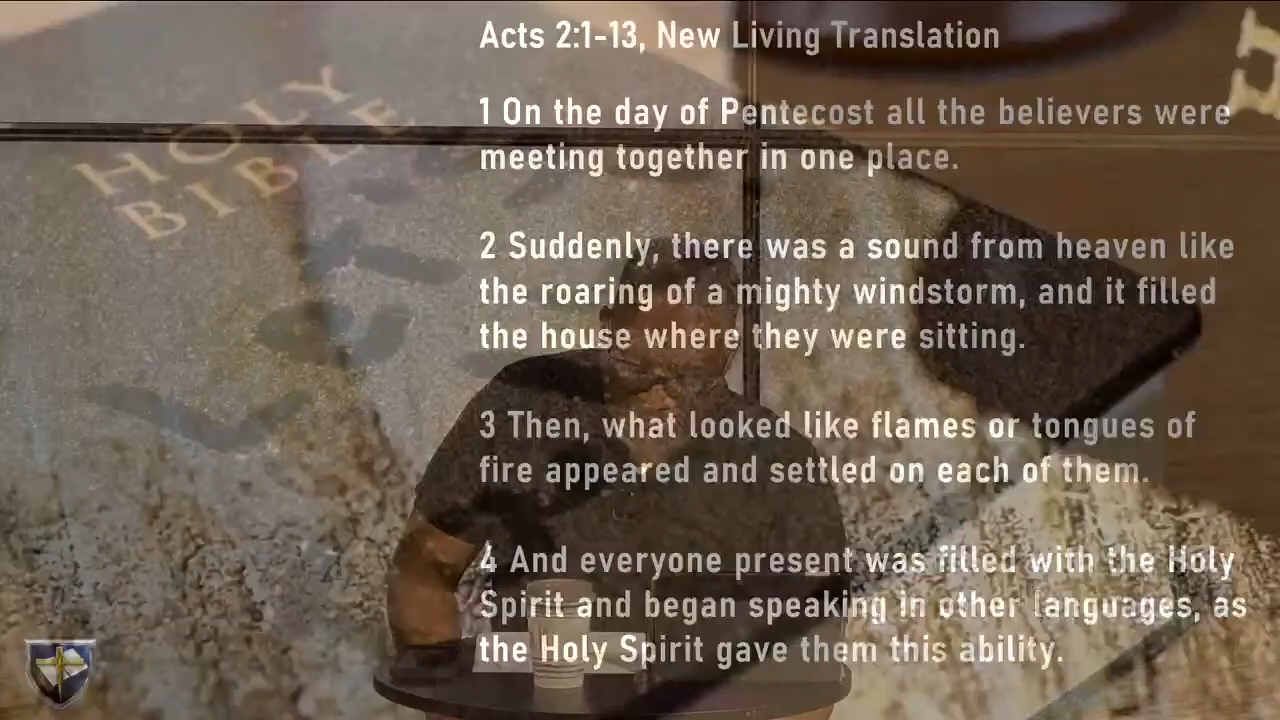 Acts 2:1-13, New Living Translation
1 On the day of Pentecost all the believers were
meeting together in one place.
2 Suddenly, there was a sound from heaven like
the roaring of a mighty windstorm, and it filled
the house where they were sitting.
3 Then, what looked like flames or tongues of
fire appeared and settled on each of them.
4 And everyone present was filled with the Holy
Spirit and began speaking in other languages, as
the Holy Spirit gave them this ability.
HOLY
BIBLE
H